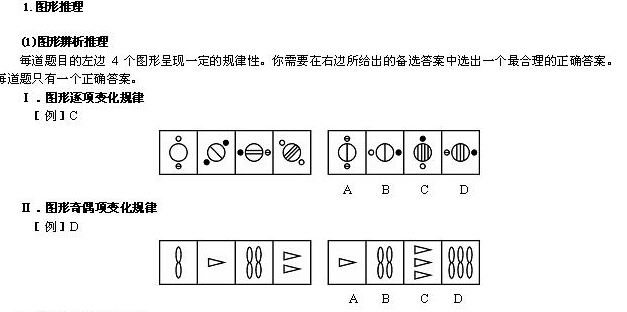 1.图形推理
(1)图形辨析推理
每道题目的左边 4 个图形呈现一定的规律性。你需要在右边所给出的备选答案中选出一个最合理的正确答案。
每道题只有一个正确答案。
Ⅰ．图形逐项变化规律
［例］C
A B C D
Ⅱ．图形奇偶项变化规律
［例］D
A B C D